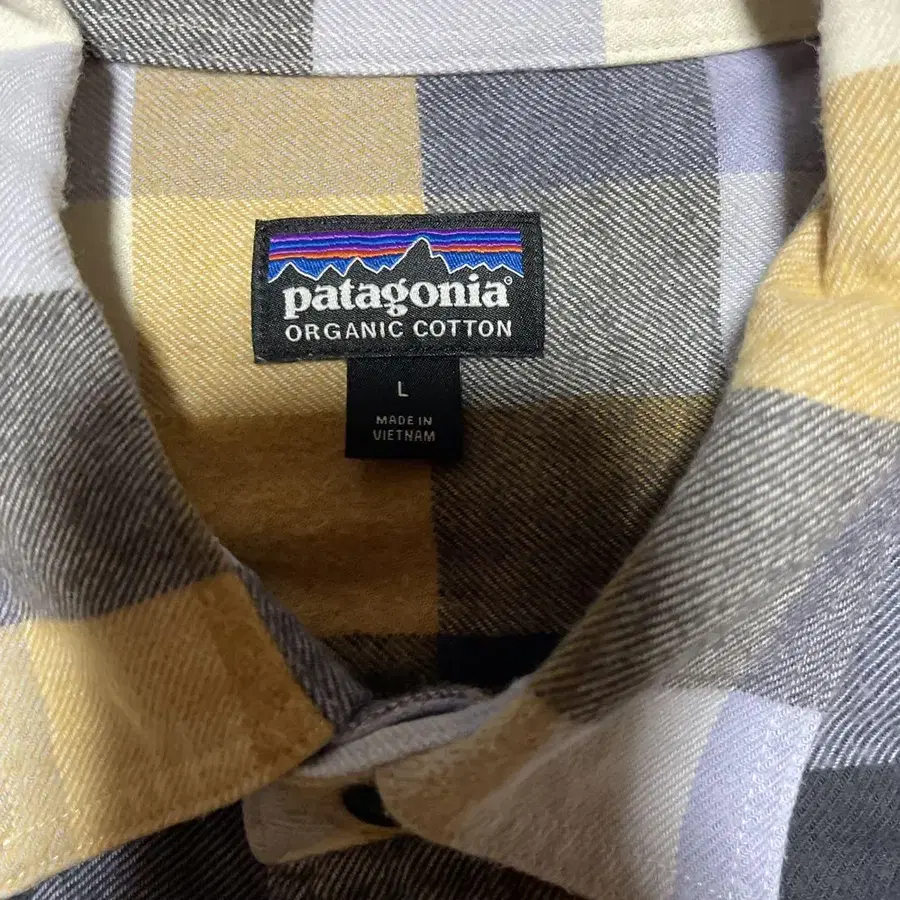 patagonia®
ORGANIC COTTON
L
MADE IN
VIETNAM